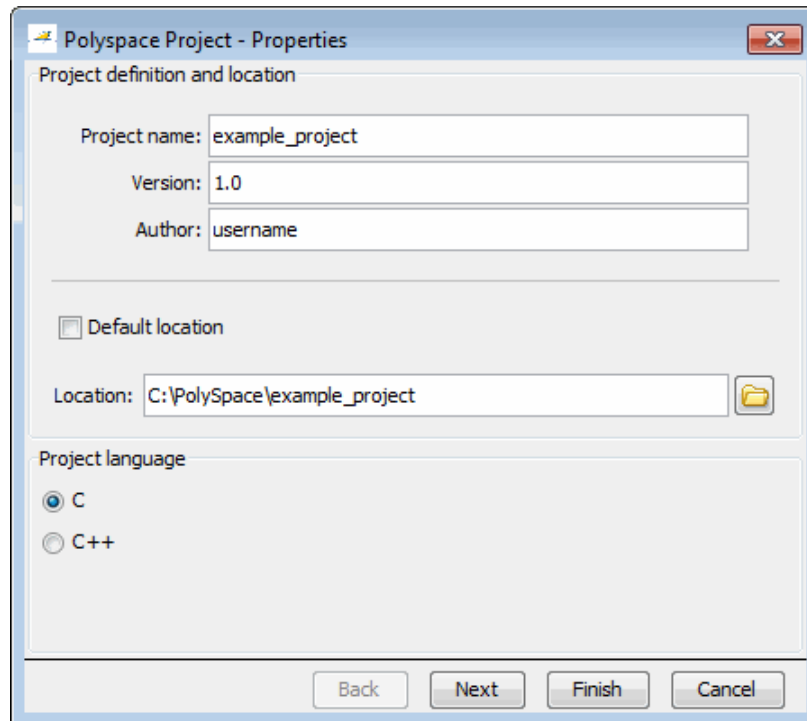 Polyspace Project - Properties
Project definition and location
Project name: example_project
Version: 1.0
Author: username
Default location
Location: C:\PolySpace\example_project
Project language
C
C++
Back Next Finish Cancel